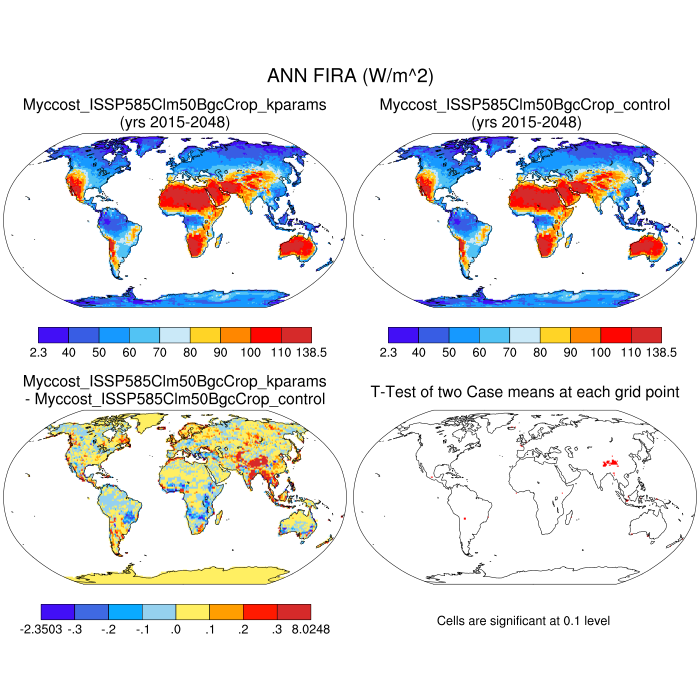 ANN FIRA (W/m^2)
Myccost_ISSP585Clm50BgcCrop_kparams
(yrs 2015-2048)
Myccost_ISSP585Clm50BgcCrop_control
(yrs 2015-2048)
2.3 40 50 60 70 80 90 100 110 138.5
2.3 40 50 60 70 80 90 100 110 138.5
Myccost_ISSP585Clm50BgcCrop_kparams
- Myccost_ISSP585Clm50BgcCrop_control
T-Test of two Case means at each grid point
-2.3503 -.3 -.2 -.1 .0 .1 .2 .3 8.0248
Cells are significant at 0.1 level